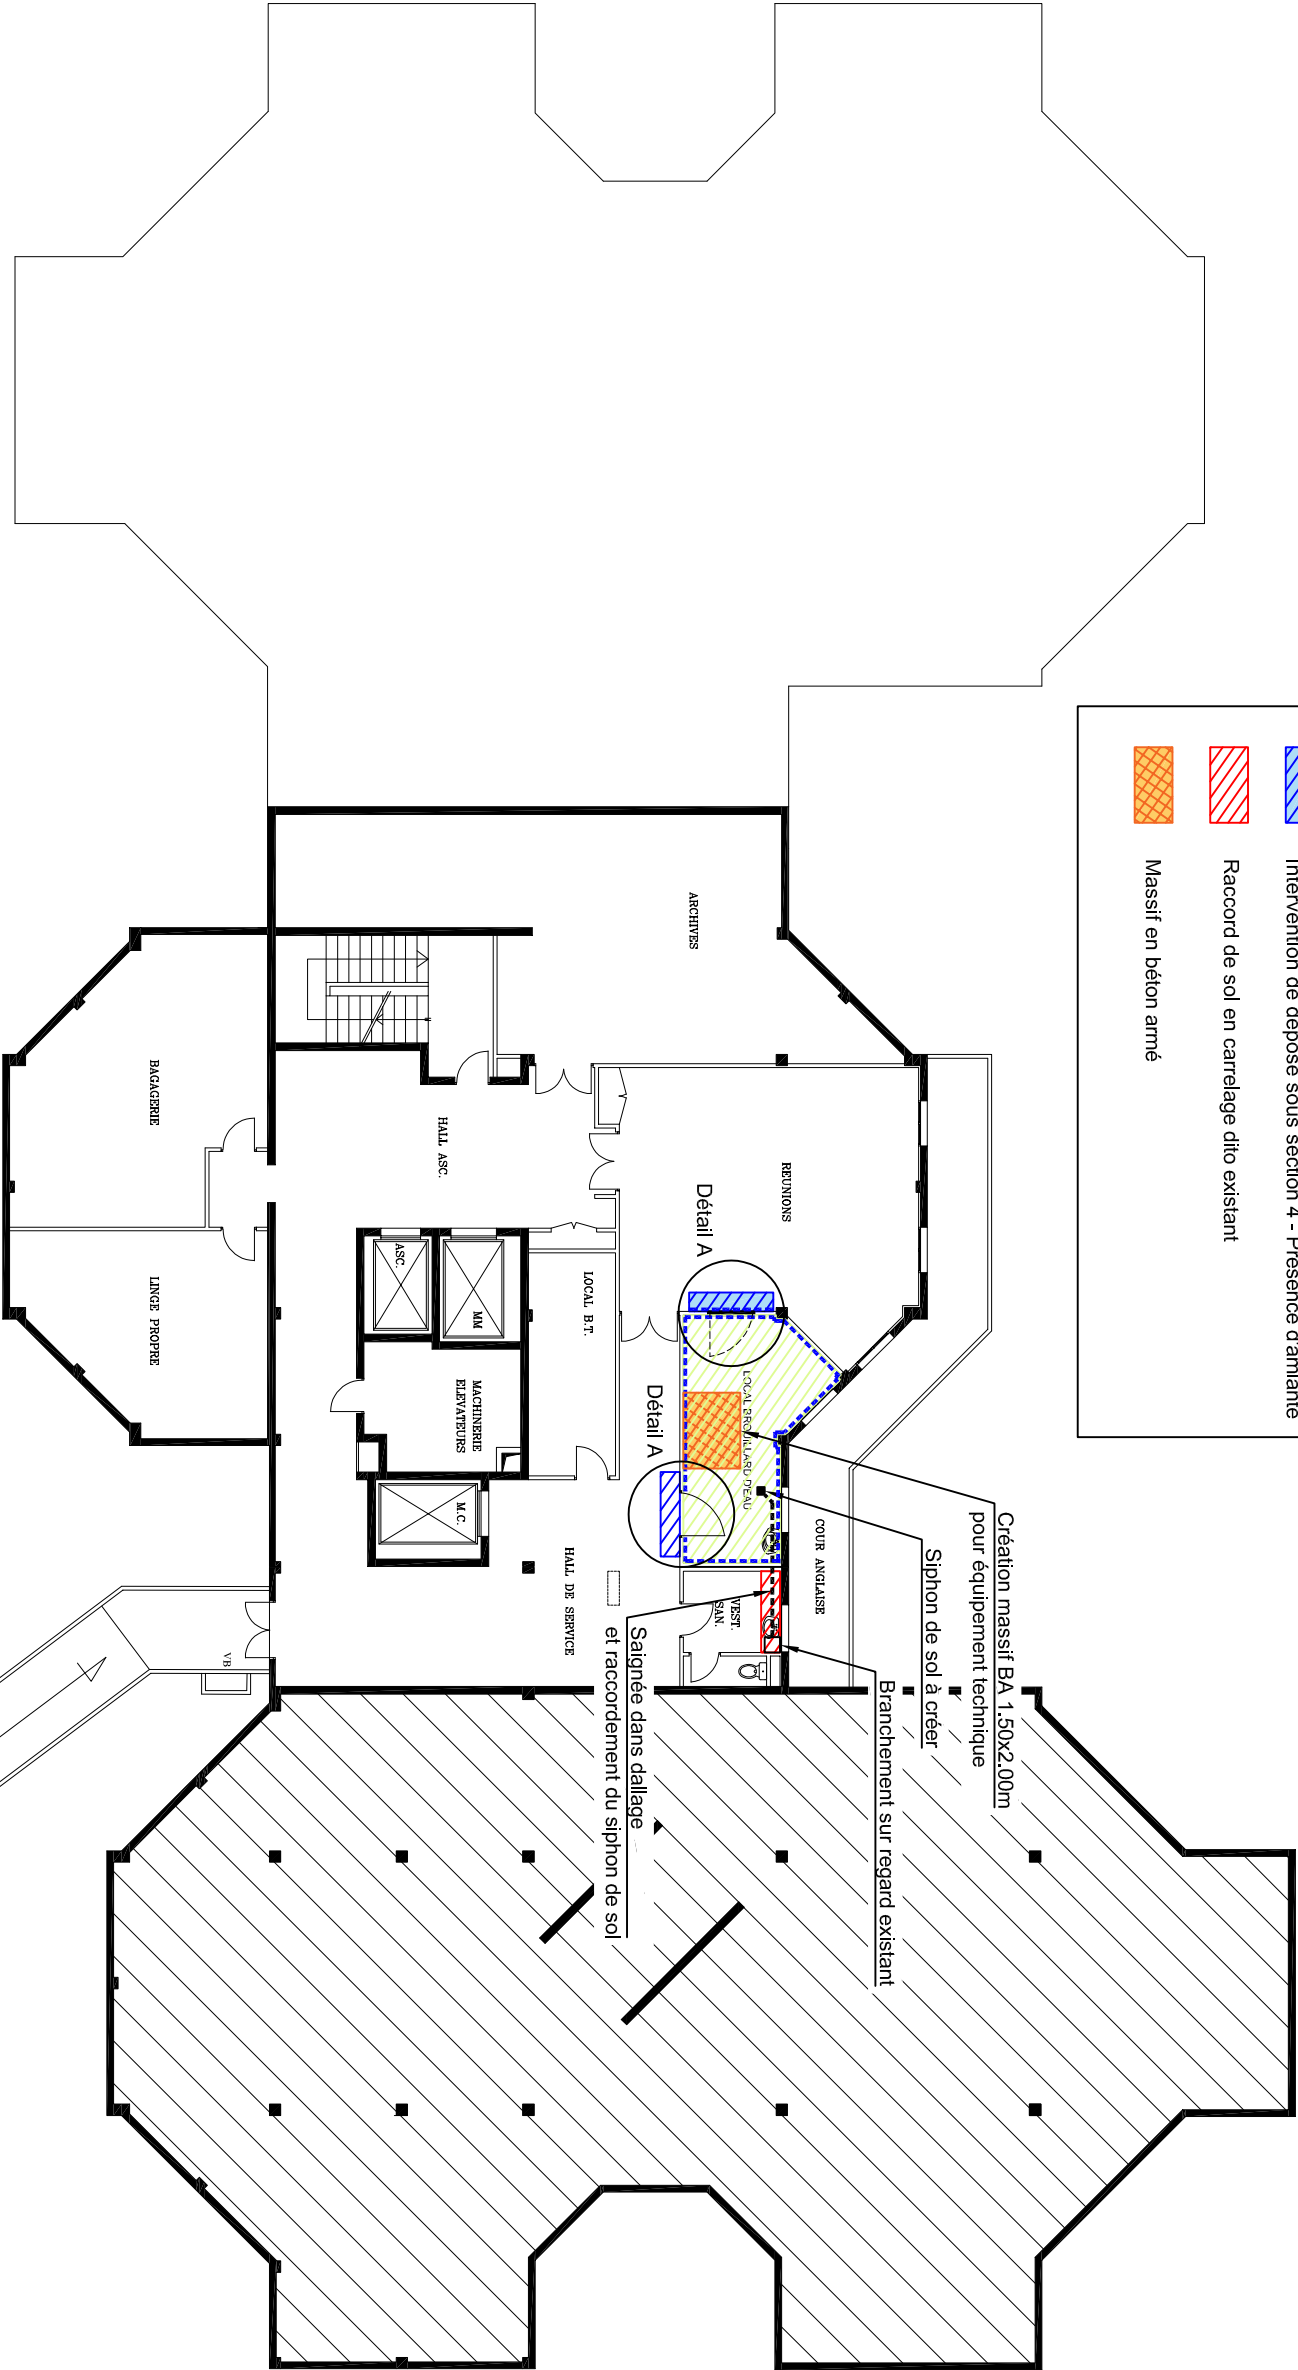 Intervention de dépose sous section 4 - Présence d'amiante
Raccord de sol en carrelage dito existant
Massif en béton armé
Création massif BA 1.50x2.00m
pour équipement technique
Siphon de sol à créer
Branchement sur regard existant
Saignée dans dallage
et raccordement du siphon de sol
COUR ANGLAISE
REUNIONS
ARCHIVES
Détail A
LOCAL BROUILLARD D'EAU
Détail A
VEST.
SAN.
LOCAL B.T.
HALL DE SERVICE
HALL ASC.
MM
ASC.
MACHINERIE
ELEVATEURS
M.C.
VB
BAGAGERIE
LINGE PROPRE